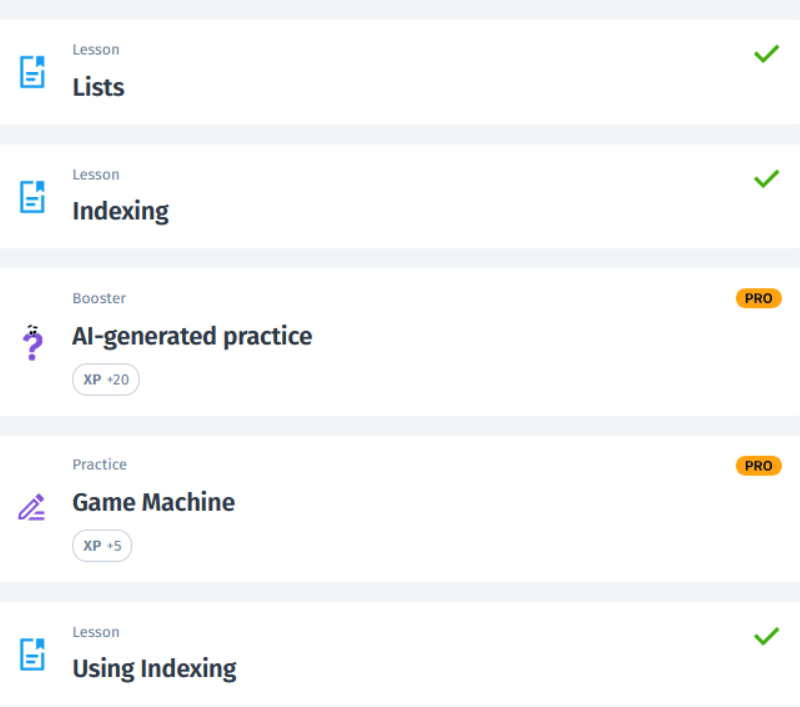 Lesson
Lists
Lesson
Indexing
Booster
PRO
AI-generated practice
XP +20
Practice
PRO
Game Machine
XP +5
Lesson
Using Indexing